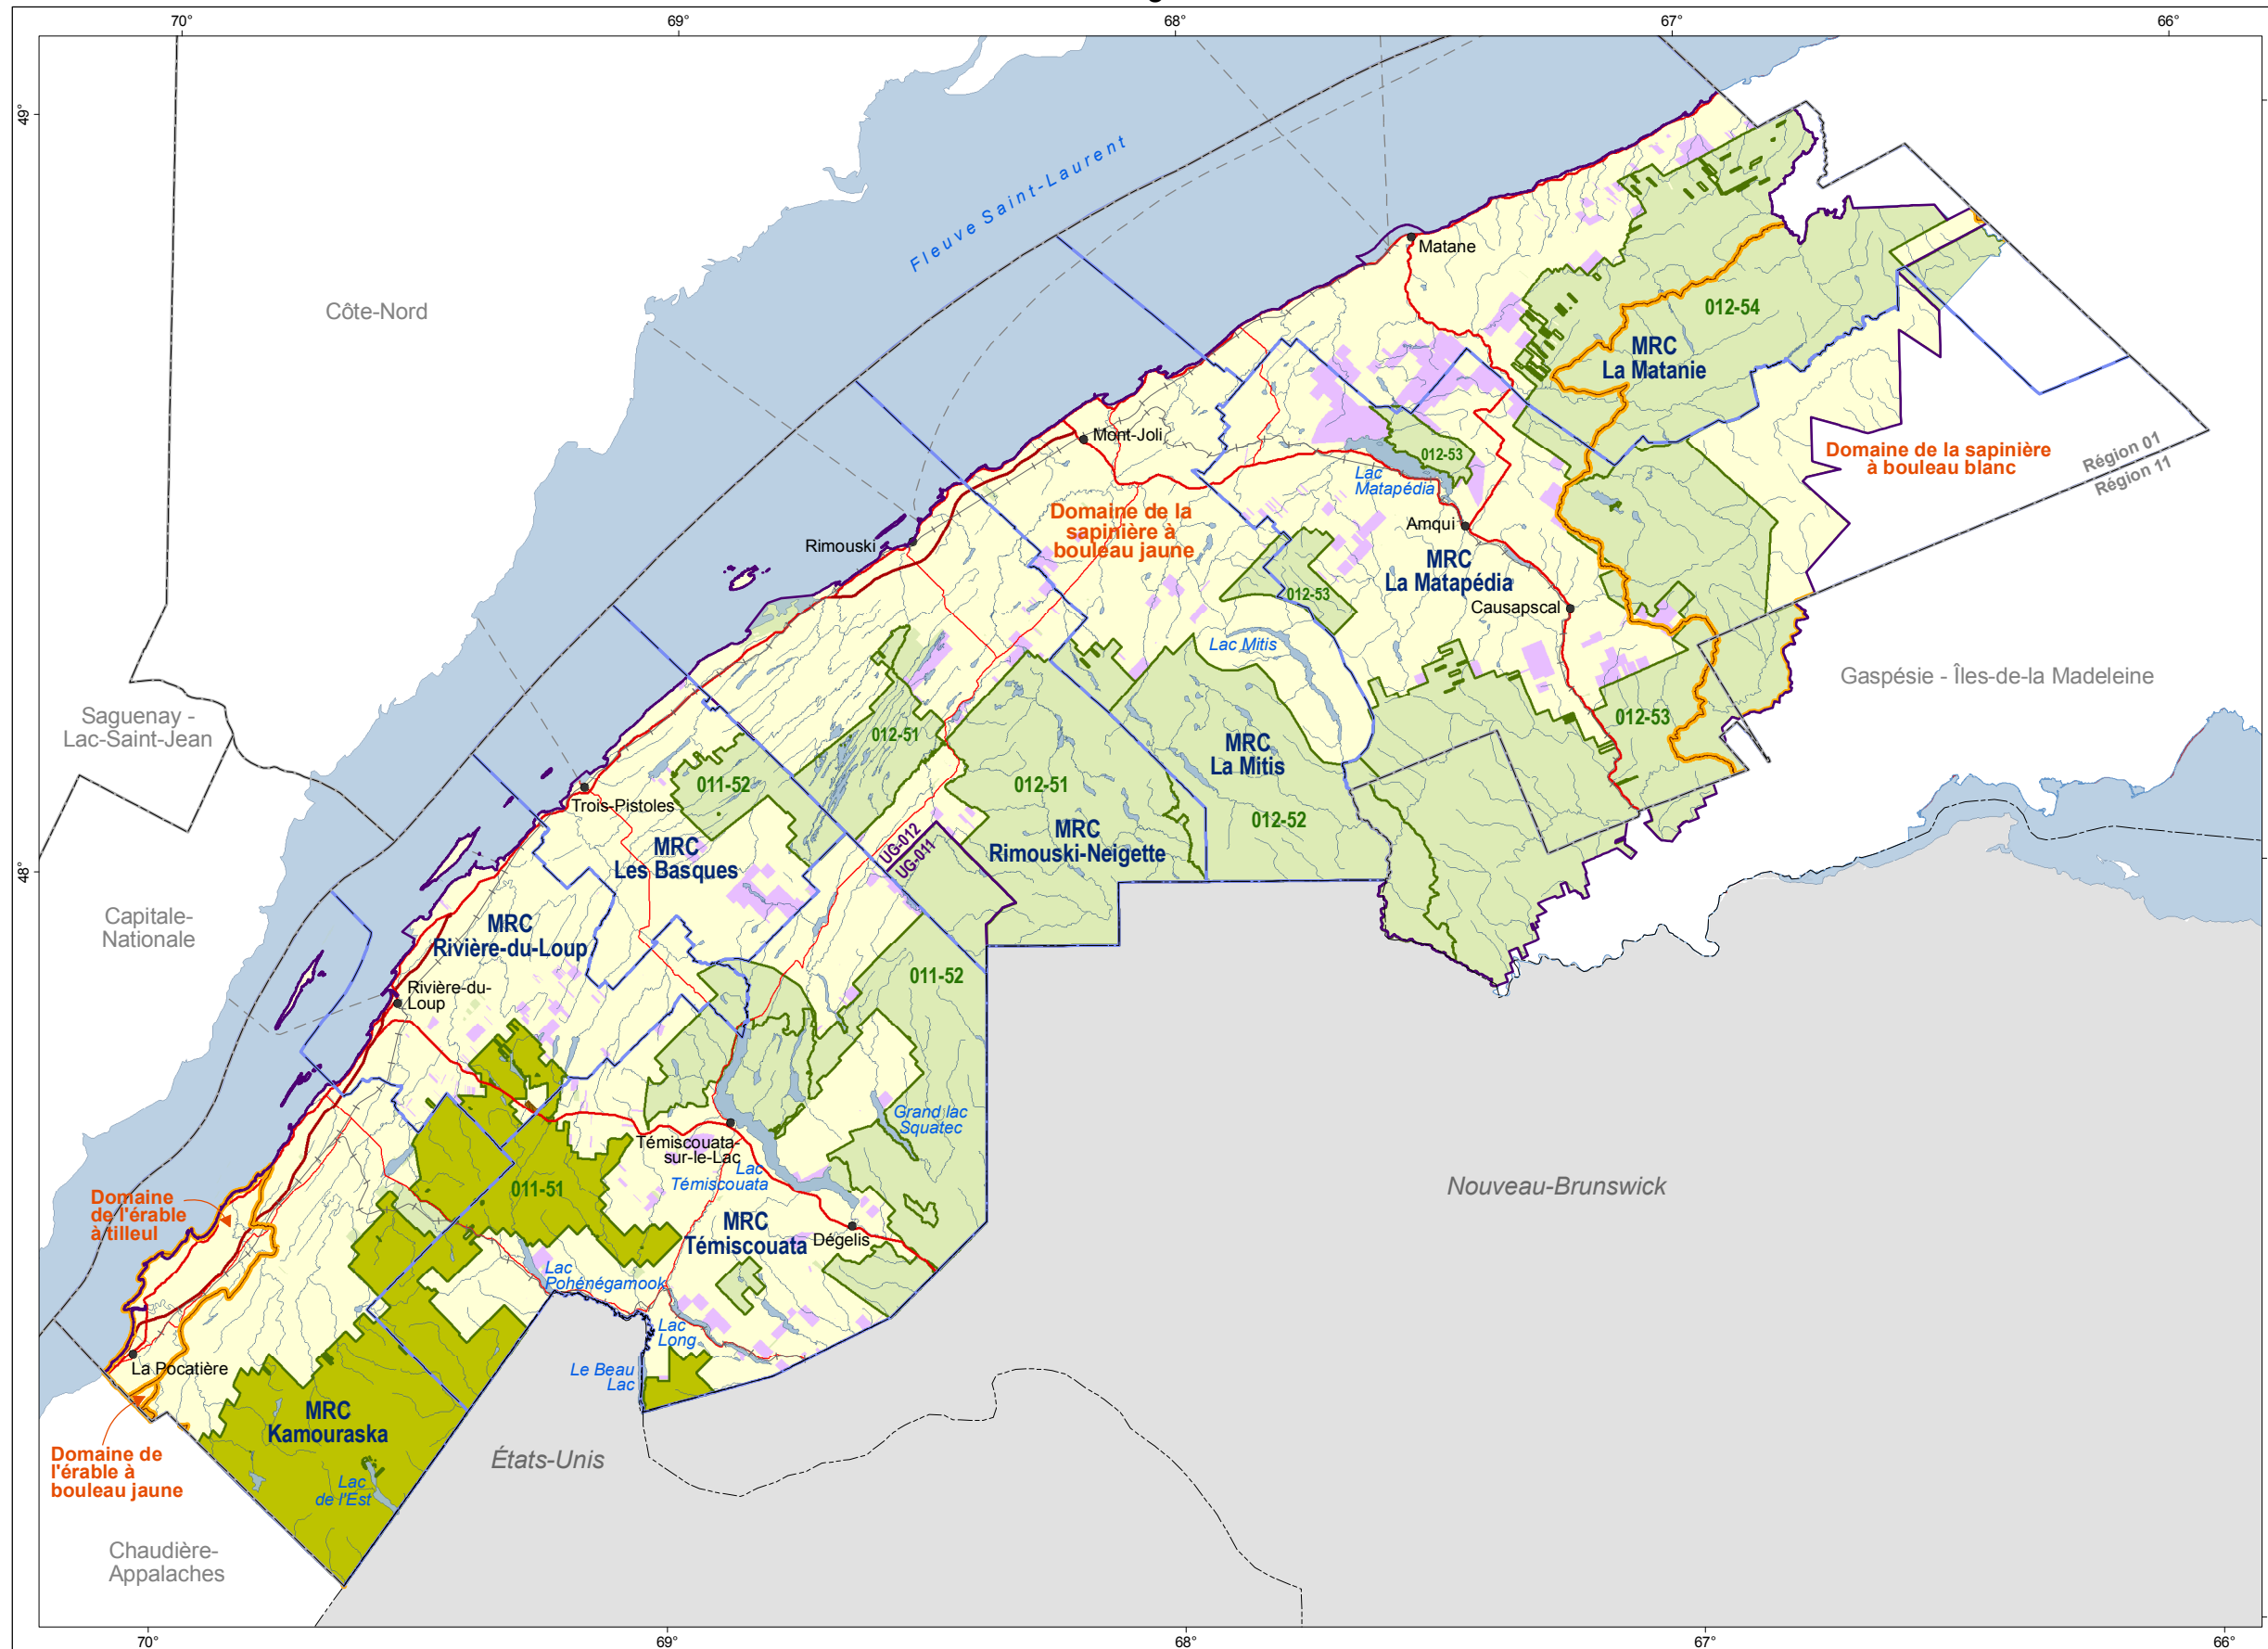 70°
69°
68°
67°
66°
49°
Fleuve Saint-Laurent
Matane
Côte-Nord
012-54
MRC
La Matanie
Mont-Joli
Domaine de la sapinière
à bouleau blanc
Région 01
Région 11
012-53
Lac
Matapédia
Domaine de la
sapinière à
bouleau jaune
Amqui
Rimouski
MRC
La Matapédia
012-53
Causapscal
Lac Mitis
Gaspésie - Îles-de-la Madeleine
Saguenay -
Lac-Saint-Jean
012-53
012-51
MRC
La Mitis
011-52
012-51
Trois-Pistoles
012-52
MRC
Rimouski-Neigette
UG-012
UG-011
MRC
Les Basques
48°
Capitale-
Nationale
MRC
Rivière-du-Loup
011-52
Rivière-du-
Loup
Grand lac
Squatec
Témiscouata-
sur-le-Lac
Lac
Témiscouata
011-51
Nouveau-Brunswick
Domaine
de l'érable
à tilleul
MRC
Témiscouata
Dégelis
Lac
Pohénégamook
Lac
Long
La Pocatière
Le Beau
Lac
MRC
Kamouraska
Domaine de
l'érable à
bouleau jaune
États-Unis
Lac
de l'Est
Chaudière-
Appalaches
70°
69°
68°
67°
66°